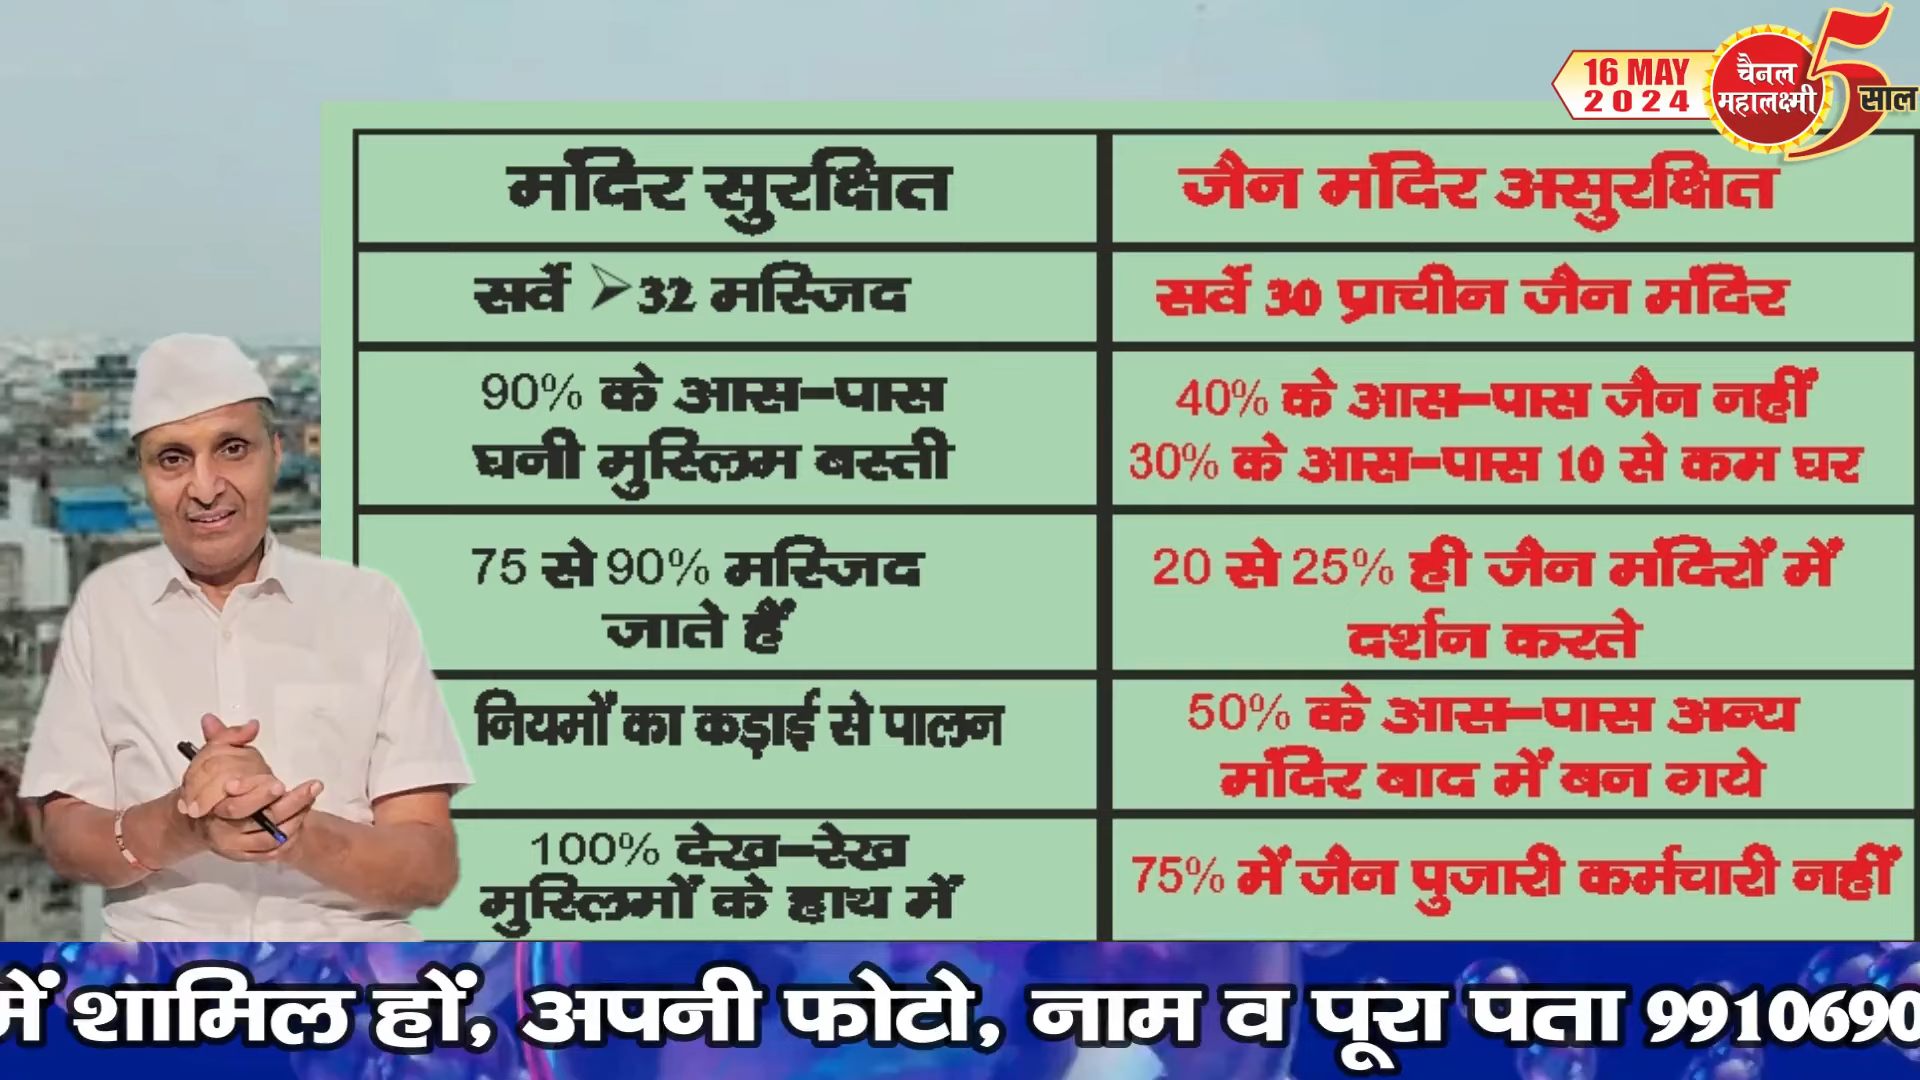 16 MAY
2024
चैनल
महालक्ष्मी
5
साल
मंदिर सुरक्षित
जैन मंदिर असुरक्षित
सर्वे ➢32 मस्जिद
सर्वे 30 प्राचीन जैन मंदिर
90% के आस-पास
घनी मुस्लिम बस्ती
40% के आस-पास जैन नहीं
30% के आस-पास 10 से कम घर
75 से 90% मस्जिद
जाते हैं
20 से 25% ही जैन मंदिरों में
दर्शन करते
नियमों का कड़ाई से पालन
50% के आस-पास अन्य
मंदिर बाद में बन गये
100% देख-रेख
मुस्लिमों के हाथ में
75% में जैन पुजारी कर्मचारी नहीं
में शामिल हों, अपनी फोटो, नाम व पूरा पता 9910690